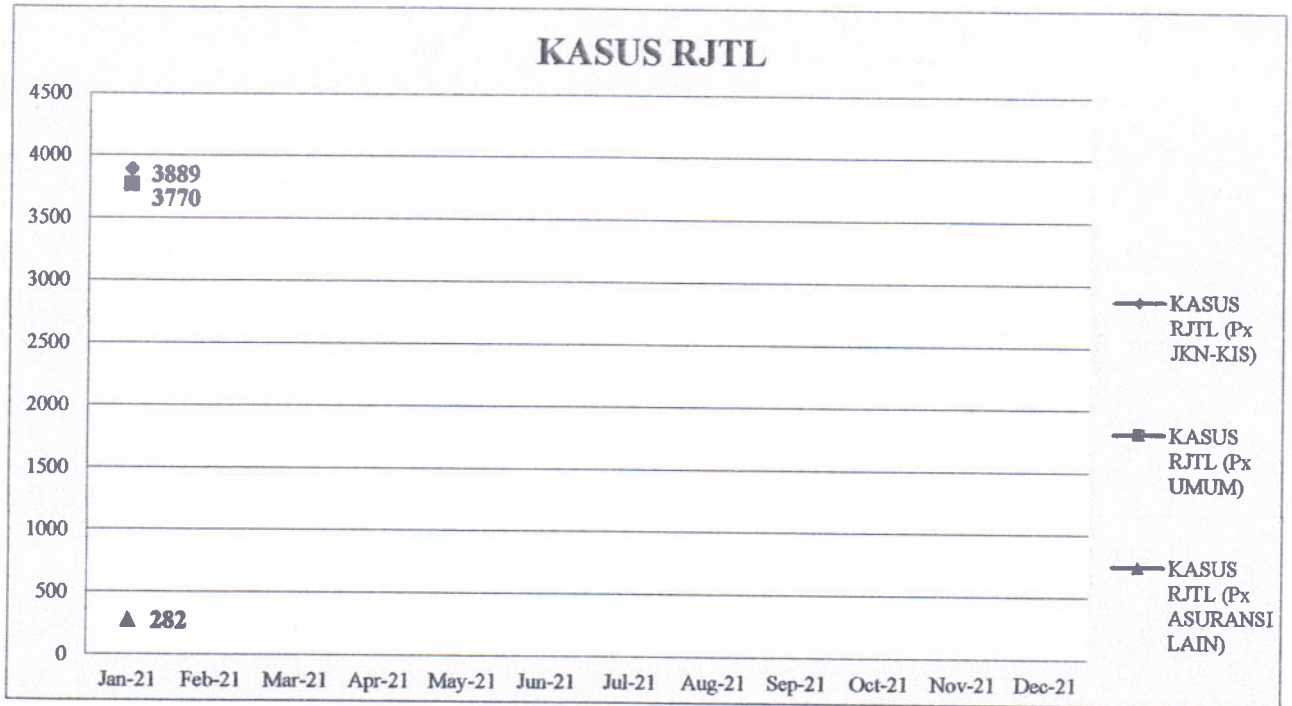 KASUS RJTL
4500
4000
3500
3000
2500
2000
1500
1000
500
0
3889
3770
282
Jan-21 Feb-21 Mar-21 Apr-21 May-21 Jun-21 Jul-21 Aug-21 Sep-21 Oct-21 Nov-21 Dec-21
KASUS
RJTL (Px
JKN-KIS)
KASUS
RJTL (Px
UMUM)
KASUS
RJTL (Px
ASURANSI
LAIN)